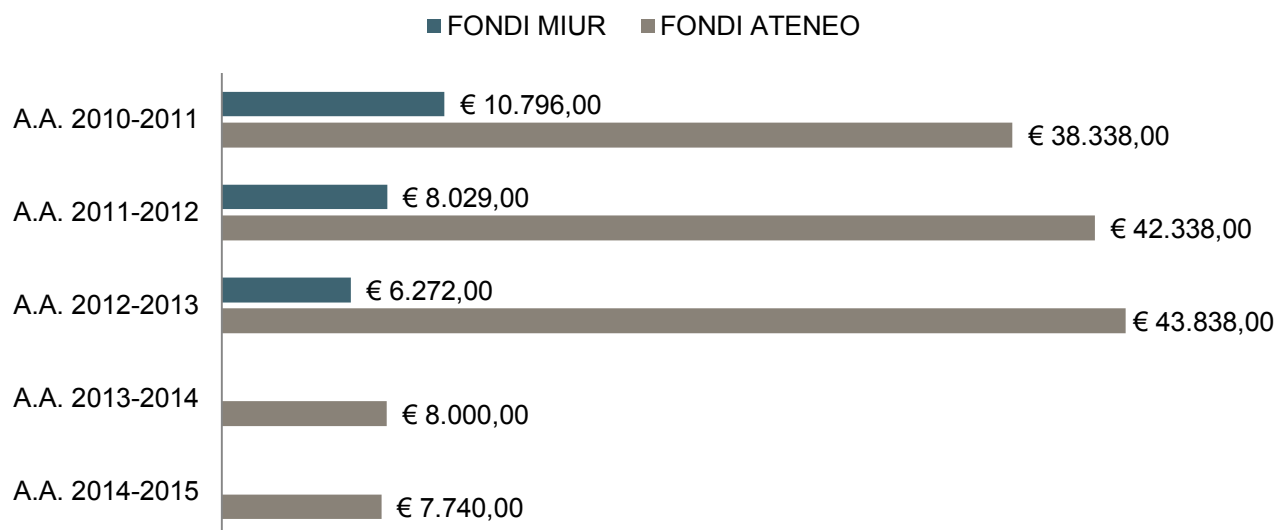 FONDI MIUR FONDI ATENEO
A.A. 2010-2011
€ 10.796,00
€ 38.338,00
A.A. 2011-2012
€ 8.029,00
€ 42.338,00
A.A. 2012-2013
€ 6.272,00
€ 43.838,00
A.A. 2013-2014
€ 8.000,00
A.A. 2014-2015
€ 7.740,00